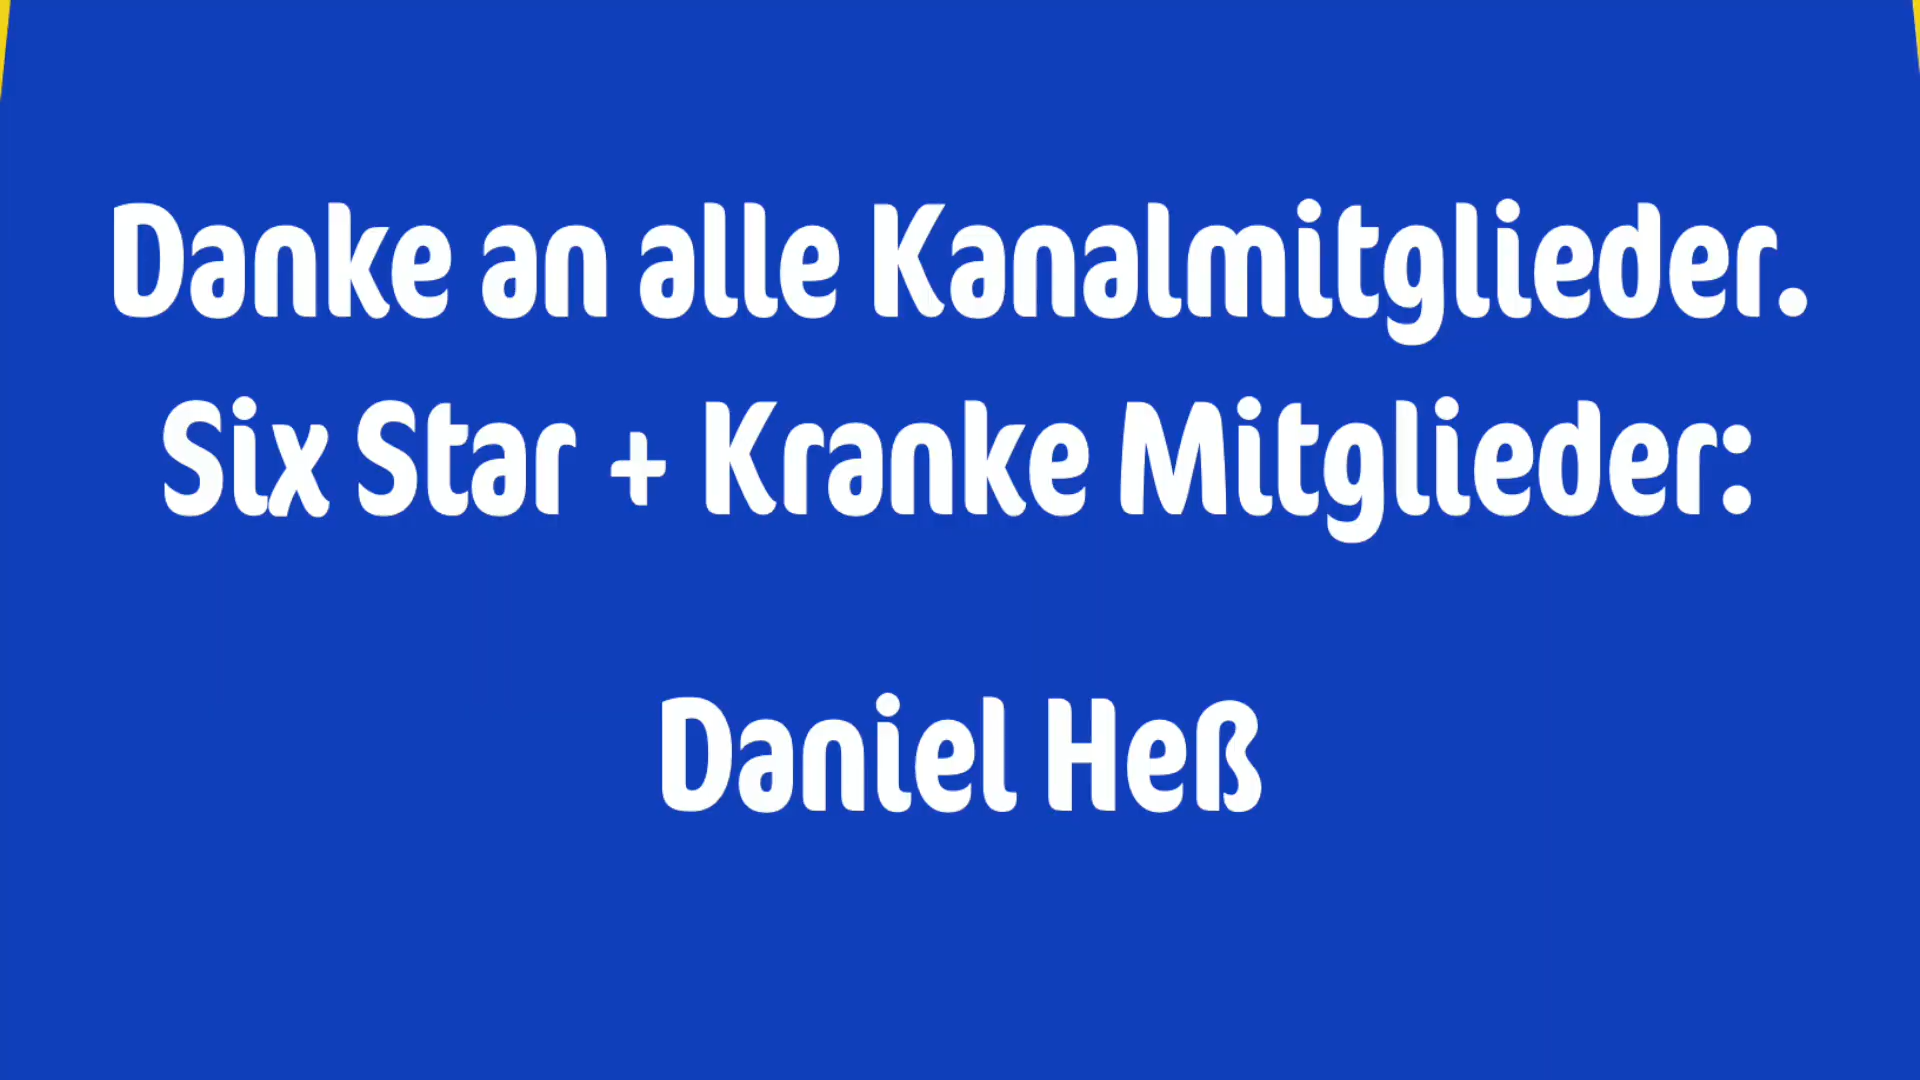 Danke an alle Kanalmitglieder.
Six Star + Kranke Mitglieder:
Daniel Heß